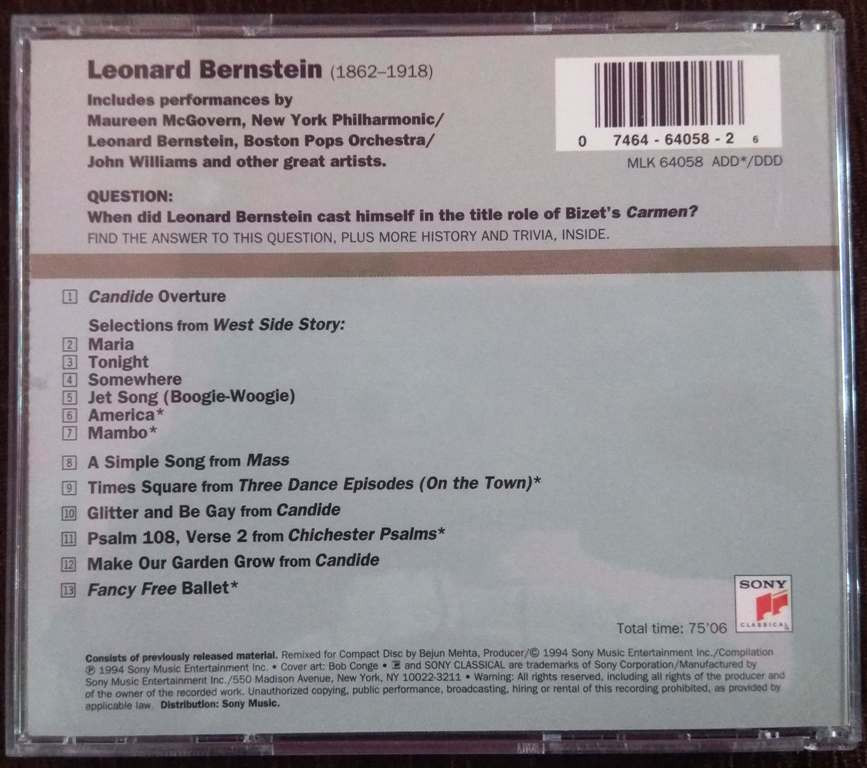 Leonard Bernstein (1862–1918)
Includes performances by
Maureen McGovern, New York Philharmonic/
Leonard Bernstein, Boston Pops Orchestra/
John Williams and other great artists.
0 7464 - 64058 - 2 6
MLK 64058 ADD*/DDD
QUESTION:
When did Leonard Bernstein cast himself in the title role of Bizet's Carmen?
FIND THE ANSWER TO THIS QUESTION, PLUS MORE HISTORY AND TRIVIA, INSIDE.
1 Candide Overture
Selections from West Side Story:
2 Maria
3 Tonight
4 Somewhere
5 Jet Song (Boogie-Woogie)
6 America*
7 Mambo*
8 A Simple Song from Mass
9 Times Square from Three Dance Episodes (On the Town)*
10 Glitter and Be Gay from Candide
11 Psalm 108, Verse 2 from Chichester Psalms*
12 Make Our Garden Grow from Candide
13 Fancy Free Ballet*
SONY
CLASSICAL
Total time: 75'06
Consists of previously released material. Remixed for Compact Disc by Bejun Mehta, Producer/© 1994 Sony Music Entertainment Inc./Compilation
℗ 1994 Sony Music Entertainment Inc. • Cover art: Bob Conge • and SONY CLASSICAL are trademarks of Sony Corporation/Manufactured by
Sony Music Entertainment Inc./550 Madison Avenue, New York, NY 10022-3211 • Warning: All rights reserved, including all rights of the producer and
of the owner of the recorded work. Unauthorized copying, public performance, broadcasting, hiring or rental of this recording prohibited, as provided by
applicable law. Distribution: Sony Music.